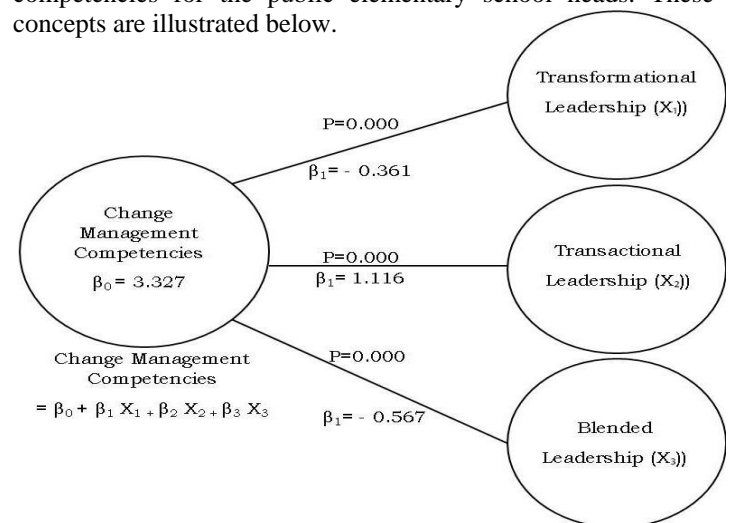 competencies for the public elementary school heads. These
concepts are illustrated below.
Transformational
Leadership (X₁))
P=0.000
β₁= - 0.361
Change
Management
Competencies
β₀= 3.327
P=0.000
β₁= 1.116
Transactional
Leadership (X₂))
Change Management
Competencies
= β₀+ β₁ X₁ + β₂ X₂ + β₃ X₃
P=0.000
β₁= - 0.567
Blended
Leadership (X₃))